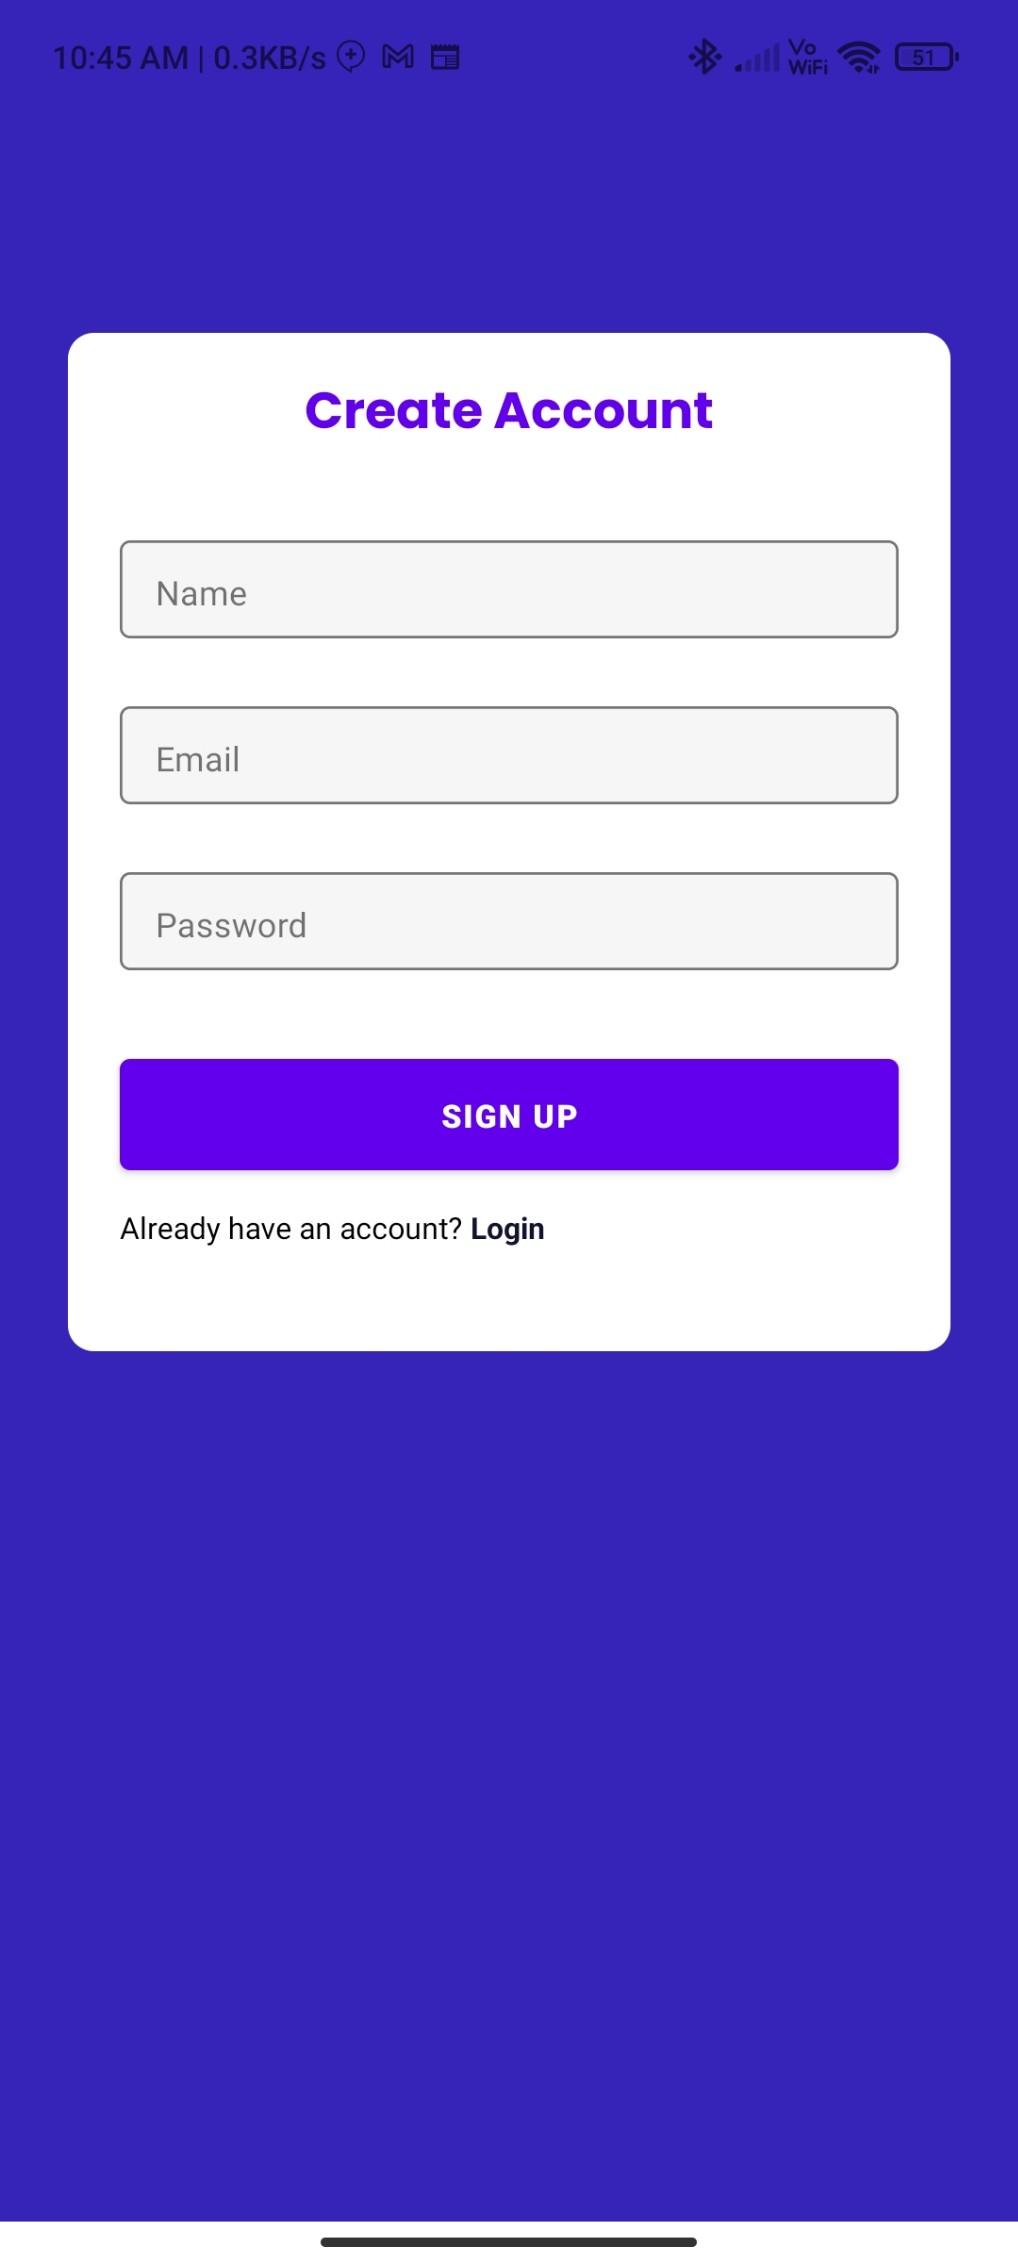 10:45 AM | 0.3KB/s
Vo
WiFi
51
Create Account
Name
Email
Password
SIGN UP
Already have an account? Login